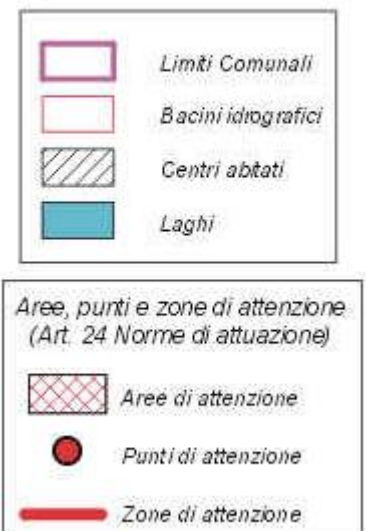 Limiti Comunali
Bacini idrografici
Centri abitati
Laghi
Aree, punti e zone di attenzione
(Art. 24 Norme di attuazione)
Aree di attenzione
Punti di attenzione
Zone di attenzione